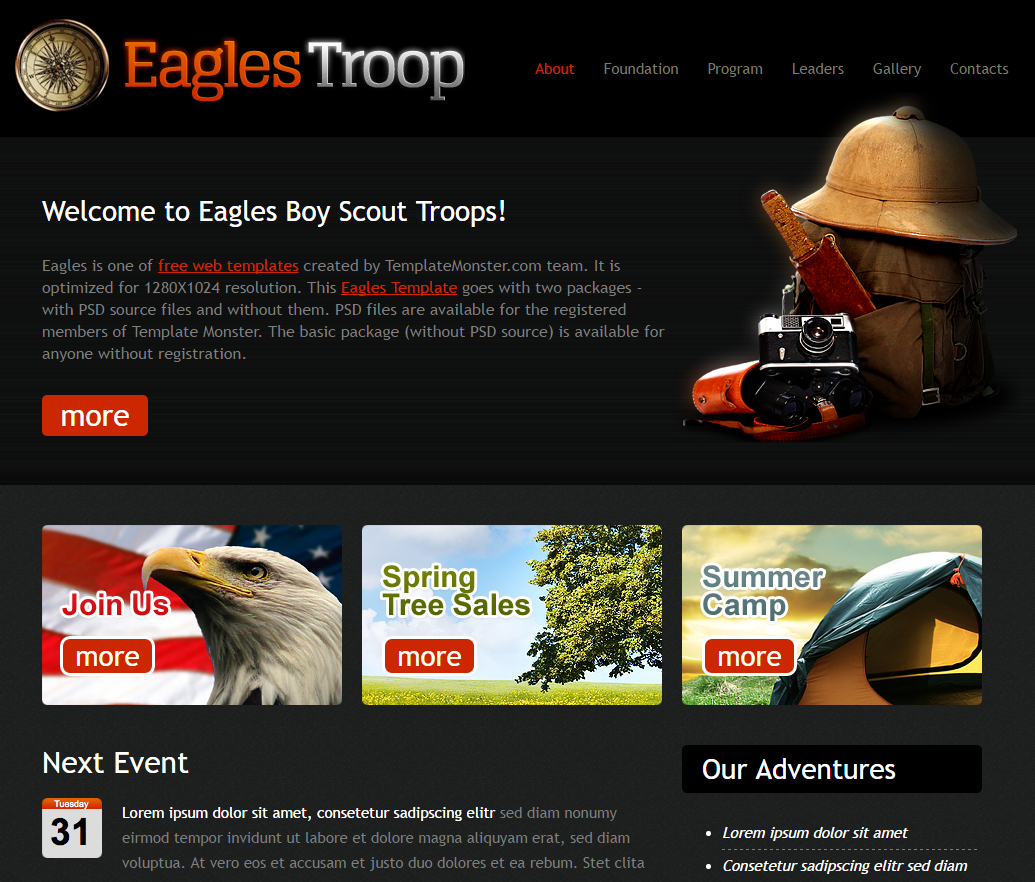 Eagles Troop
About Foundation Program Leaders Gallery Contacts
Welcome to Eagles Boy Scout Troops!
Eagles is one of free web templates created by TemplateMonster.com team. It is
optimized for 1280X1024 resolution. This Eagles Template goes with two packages -
with PSD source files and without them. PSD files are available for the registered
members of Template Monster. The basic package (without PSD source) is available for
anyone without registration.
more
Join Us
more
Spring
Tree Sales
more
Summer
Camp
more
Next Event
Tuesday
31
Lorem ipsum dolor sit amet, consetetur sadipscing elitr sed diam nonumy
eirmod tempor invidunt ut labore et dolore magna aliquyam erat, sed diam
voluptua. At vero eos et accusam et justo duo dolores et ea rebum. Stet clita
Our Adventures
Lorem ipsum dolor sit amet
Consetetur sadipscing elitr sed diam